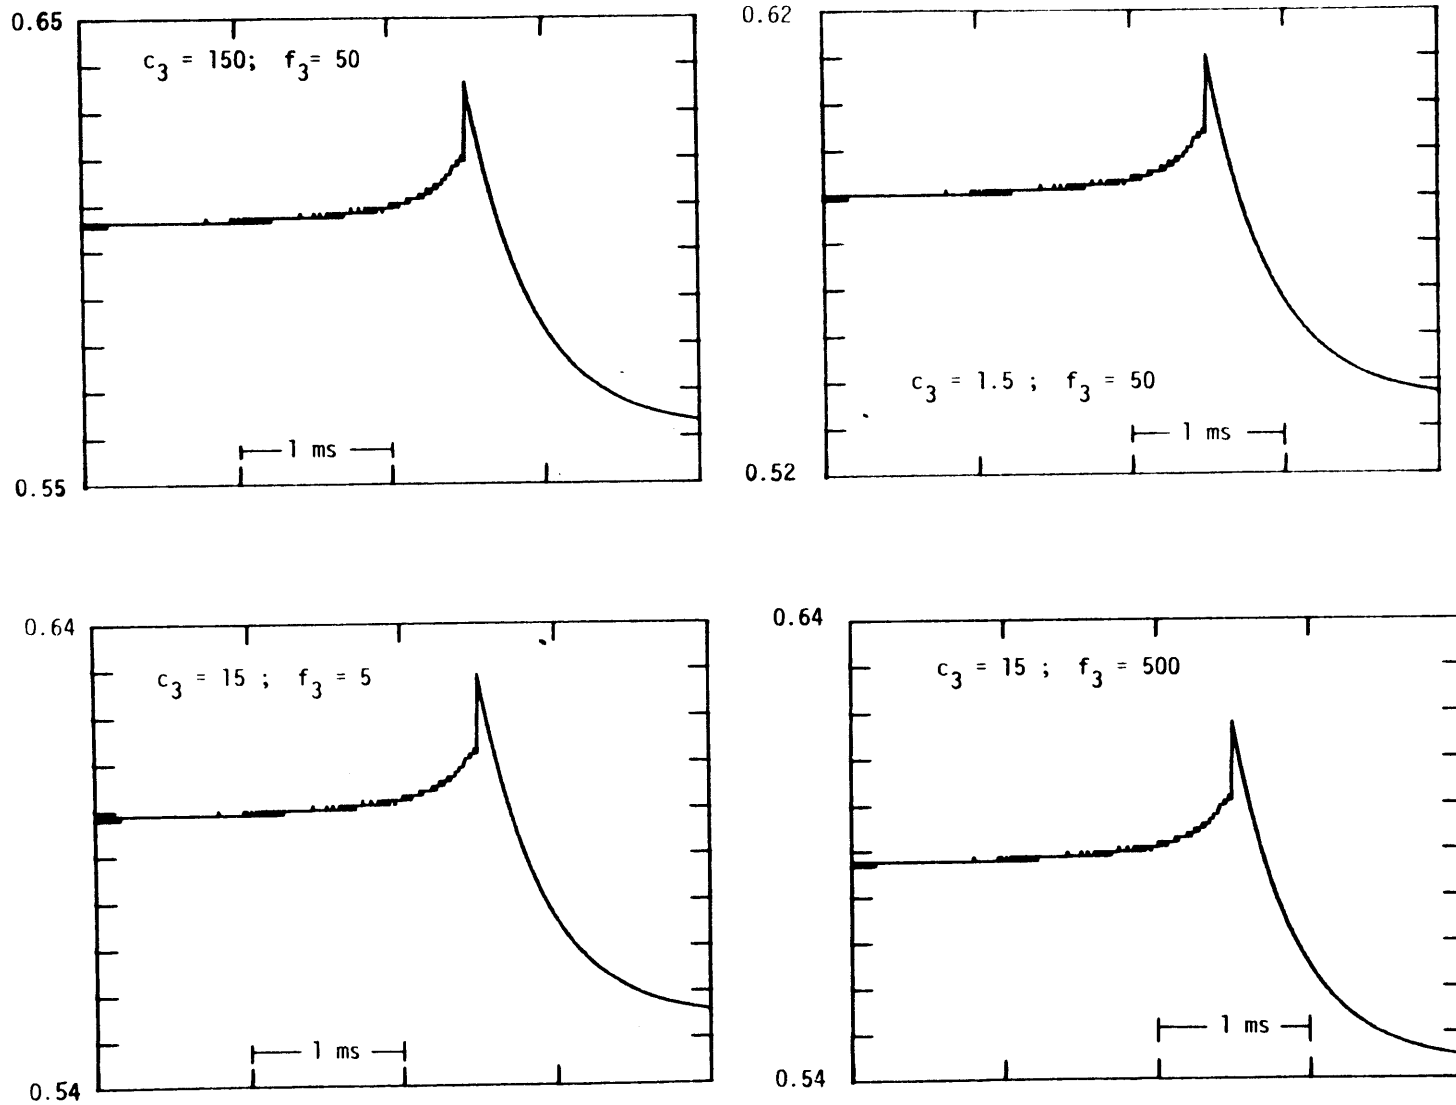 0.65
c₃ = 150; f₃= 50
1 ms
0.55
0.62
c₃ = 1.5 ; f₃ = 50
1 ms
0.52
0.64
c₃ = 15 ; f₃ = 5
1 ms
0.54
0.64
c₃ = 15 ; f₃ = 500
1 ms
0.54